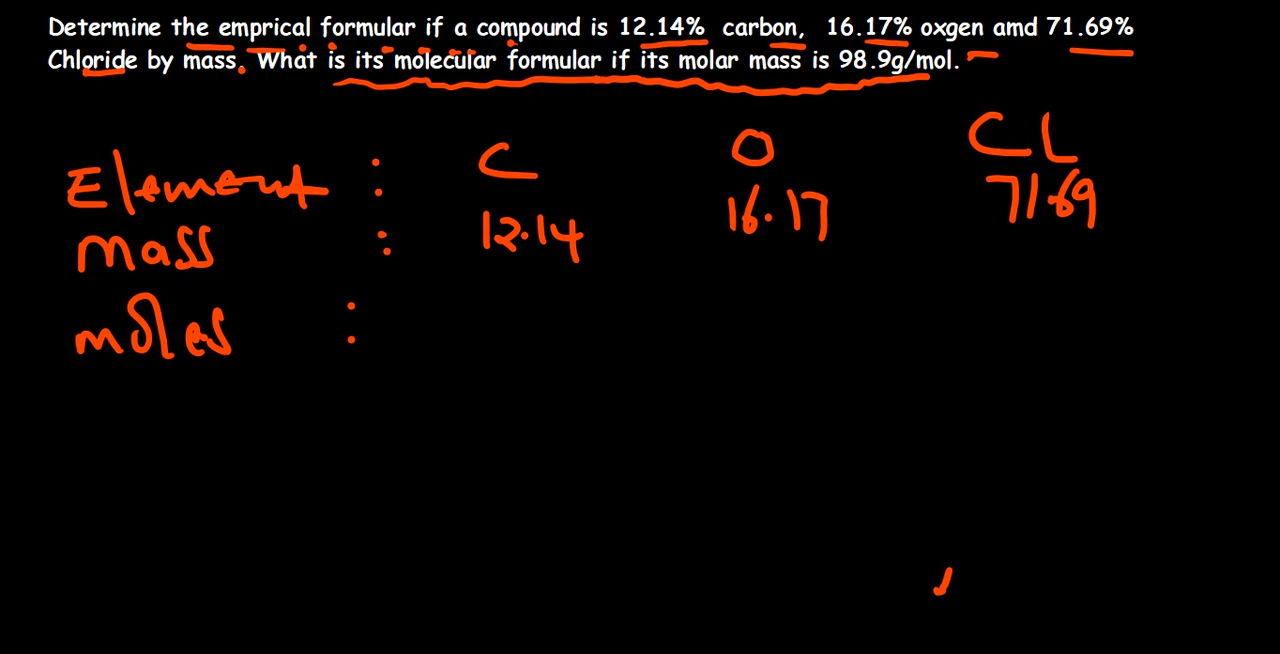 Determine the emprical formular if a compound is 12.14% carbon, 16.17% oxgen amd 71.69%
Chloride by mass. What is its molecular formular if its molar mass is 98.9g/mol.
Element : C O CL
mass : 12.14 16.17 71.69
moles :